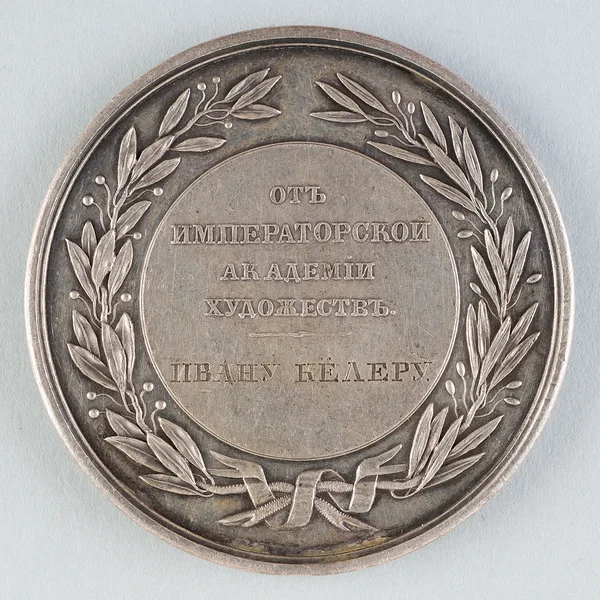 ОТЪ
ИМПЕРАТОРСКОЙ
АКАДЕМІИ
ХУДОЖЕСТВЪ.
ИВАНУ КЁЛЕРУ.